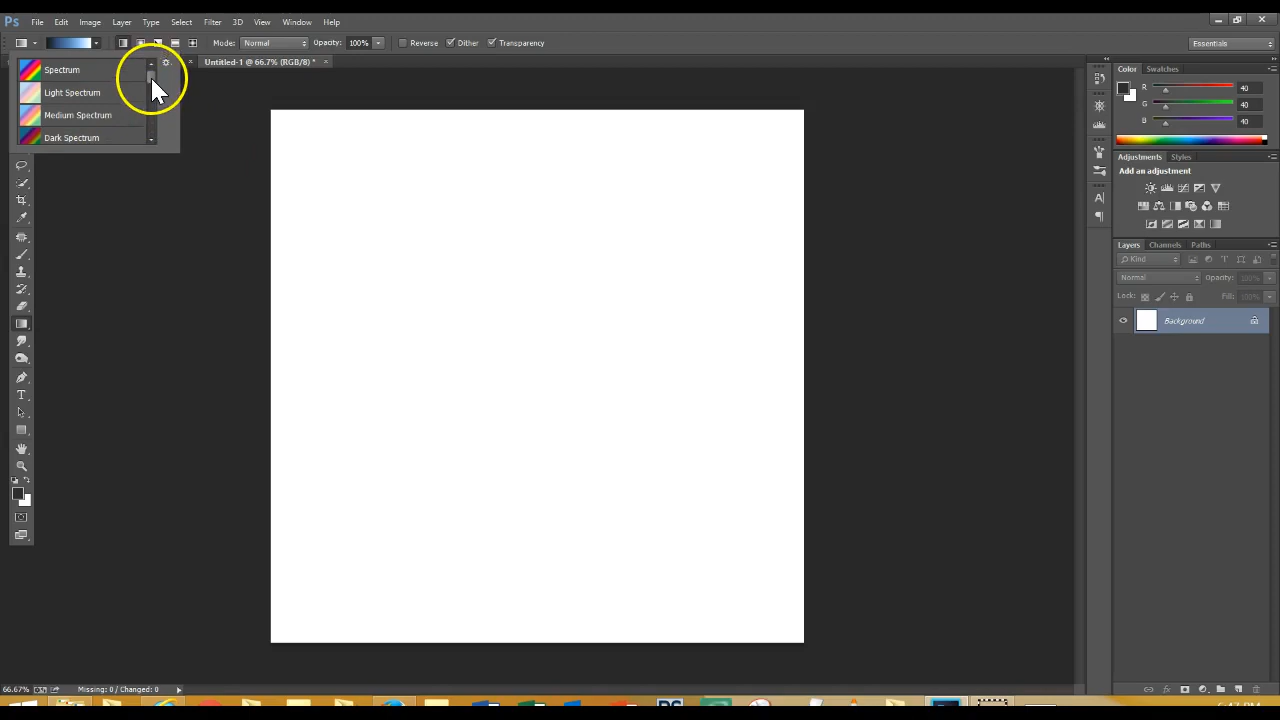 Ps File Edit Image Layer Type Select Filter 3D View Window Help
Mode: Normal Opacity: 100% Reverse Dither Transparency Essentials
Untitled-1 @ 66.7% (RGB/8) * ×
Spectrum
Light Spectrum
Medium Spectrum
Dark Spectrum
Color Swatches
R 40
G 40
B 40
Adjustments Styles
Add an adjustment
Layers Channels Paths
Kind
Normal Opacity: 100%
Lock: Fill: 100%
Background
66.67% Missing: 0 / Changed: 0